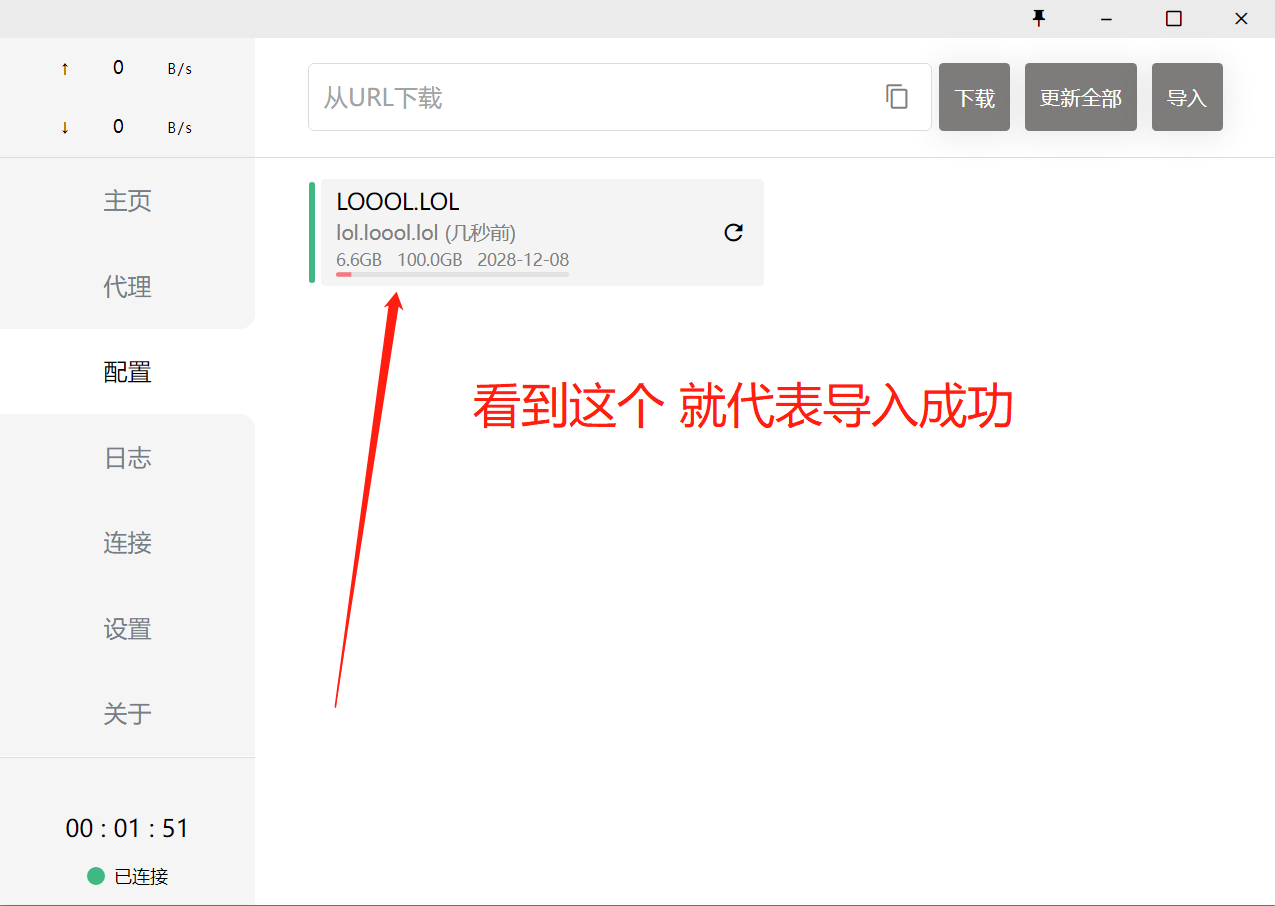 ↑ 0 B/s
↓ 0 B/s
主页
代理
配置
日志
连接
设置
关于
00 : 01 : 51
已连接
从URL下载
下载
更新全部
导入
LOOOL.LOL
lol.loool.lol (几秒前)
6.6GB 100.0GB 2028-12-08
看到这个 就代表导入成功